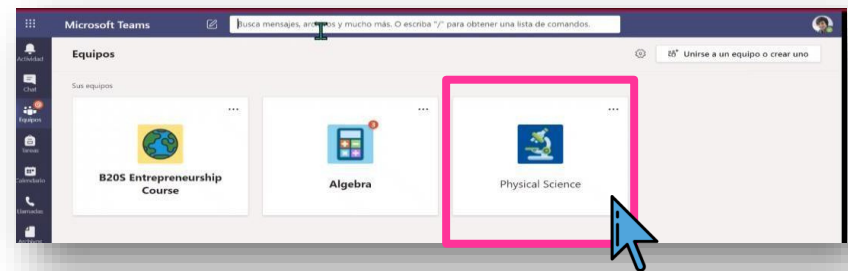 Microsoft Teams
Busca mensajes, archivos y mucho más. O escriba "/" para obtener una lista de comandos.
Actividad
Equipos
Unirse a un equipo o crear uno
Chat
Sus equipos
Equipos
Tareas
Calendario
Llamadas
Archivos
B20S Entrepreneurship
Course
Algebra
3
Physical Science